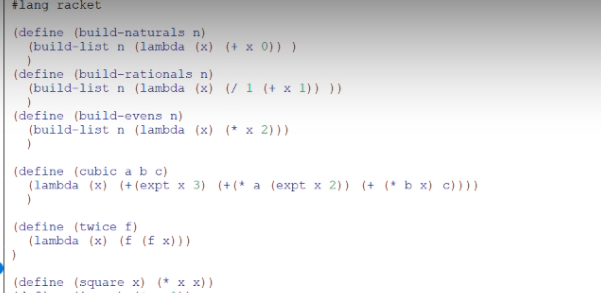 #lang racket
(define (build-naturals n)
(build-list n (lambda (x) (+ x 0)) )
)
(define (build-rationals n)
(build-list n (lambda (x) (/ 1 (+ x 1)) ))
)
(define (build-evens n)
(build-list n (lambda (x) (* x 2)))
)
(define (cubic a b c)
(lambda (x) (+(expt x 3) (+(* a (expt x 2)) (+ (* b x) c))))
)
(define (twice f)
(lambda (x) (f (f x)))
)
(define (square x) (* x x))